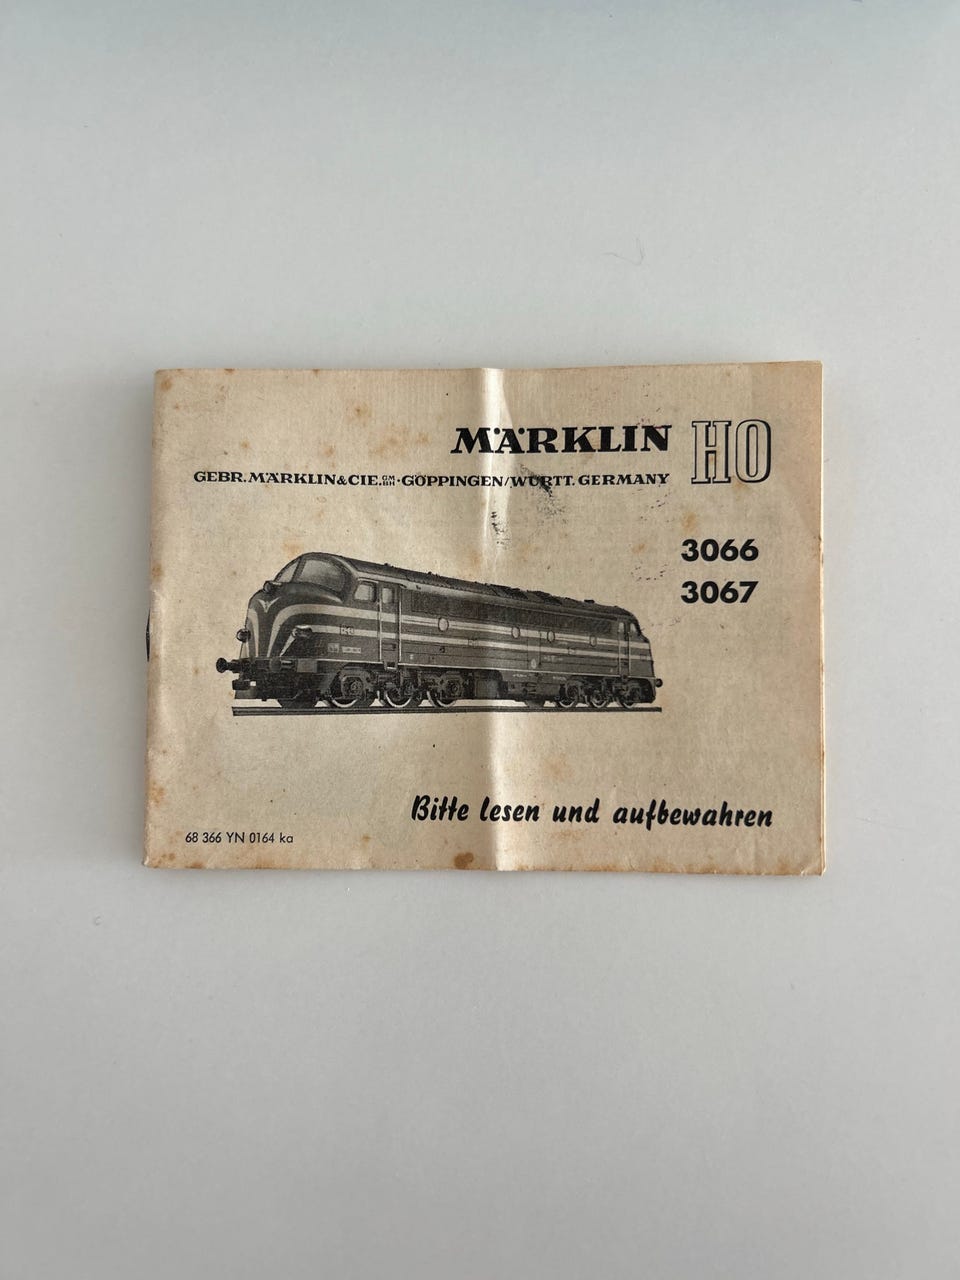 MÄRKLIN HO
GEBR. MÄRKLIN & CIE. GMBH · GÖPPINGEN/WÜRTT. GERMANY
3066
3067
Bitte lesen und aufbewahren
68 366 YN 0164 ka